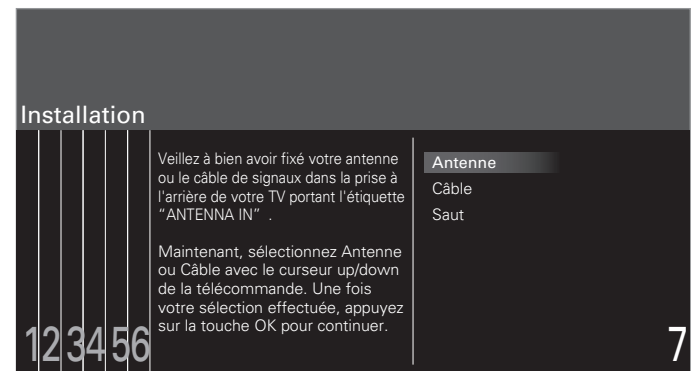 Installation
Veillez à bien avoir fixé votre antenne
ou le câble de signaux dans la prise à
l'arrière de votre TV portant l'étiquette
“ANTENNA IN” .
Maintenant, sélectionnez Antenne
ou Câble avec le curseur up/down
de la télécommande. Une fois
votre sélection effectuée, appuyez
sur la touche OK pour continuer.
Antenne
Câble
Saut
123456
7